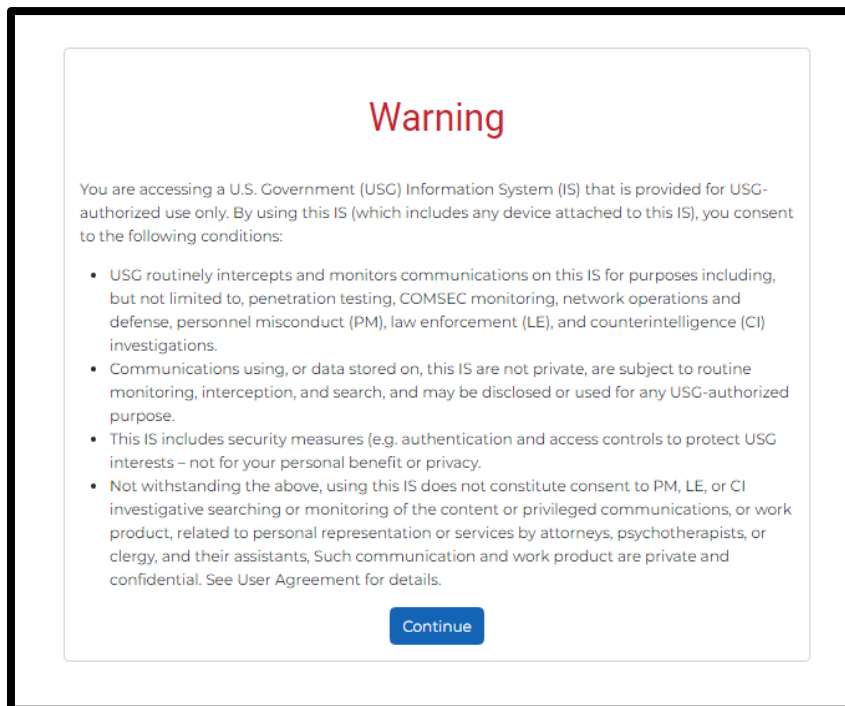 Warning
You are accessing a U.S. Government (USG) Information System (IS) that is provided for USG-
authorized use only. By using this IS (which includes any device attached to this IS), you consent
to the following conditions:
• USG routinely intercepts and monitors communications on this IS for purposes including,
but not limited to, penetration testing, COMSEC monitoring, network operations and
defense, personnel misconduct (PM), law enforcement (LE), and counterintelligence (CI)
investigations.
• Communications using, or data stored on, this IS are not private, are subject to routine
monitoring, interception, and search, and may be disclosed or used for any USG-authorized
purpose.
• This IS includes security measures (e.g. authentication and access controls to protect USG
interests – not for your personal benefit or privacy.
• Not withstanding the above, using this IS does not constitute consent to PM, LE, or CI
investigative searching or monitoring of the content or privileged communications, or work
product, related to personal representation or services by attorneys, psychotherapists, or
clergy, and their assistants, Such communication and work product are private and
confidential. See User Agreement for details.
Continue